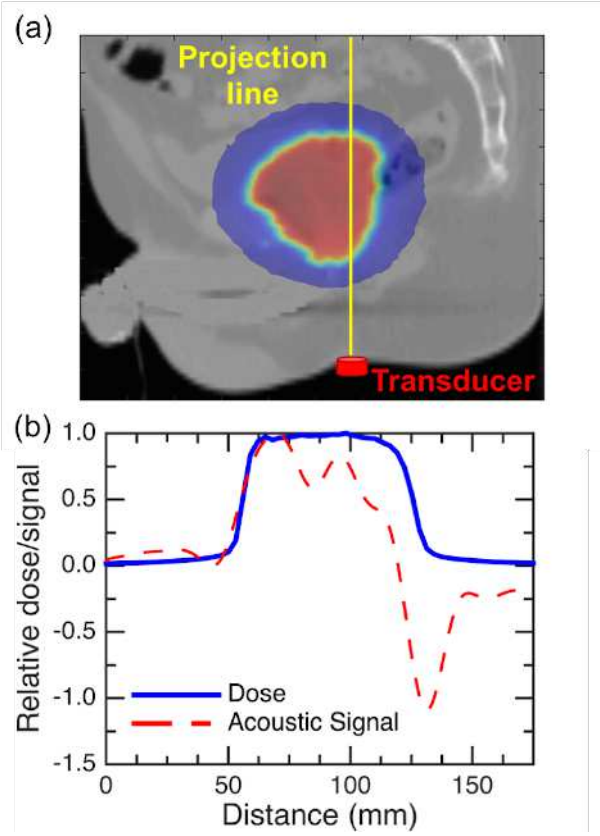 (a)
Projection
line
Transducer
(b)
Relative dose/signal
1.0
0.5
0.0
-0.5
-1.0
-1.5
Dose
Acoustic Signal
0
50
100
150
Distance (mm)